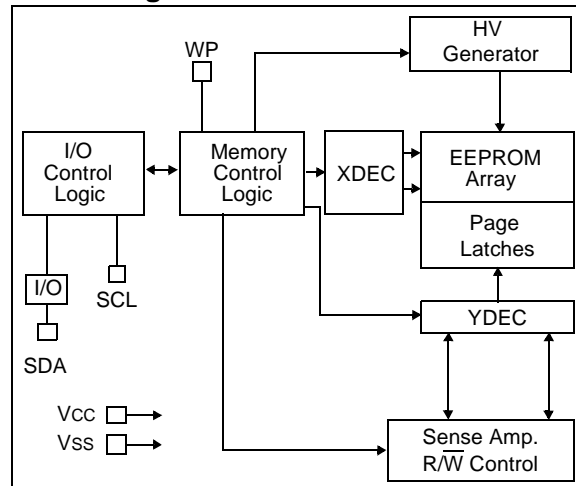 HV
Generator
WP
I/O
Control
Logic
Memory
Control
Logic
XDEC
EEPROM
Array
Page
Latches
I/O
SCL
SDA
YDEC
VCC
VSS
Sense Amp.
R/W̅ Control